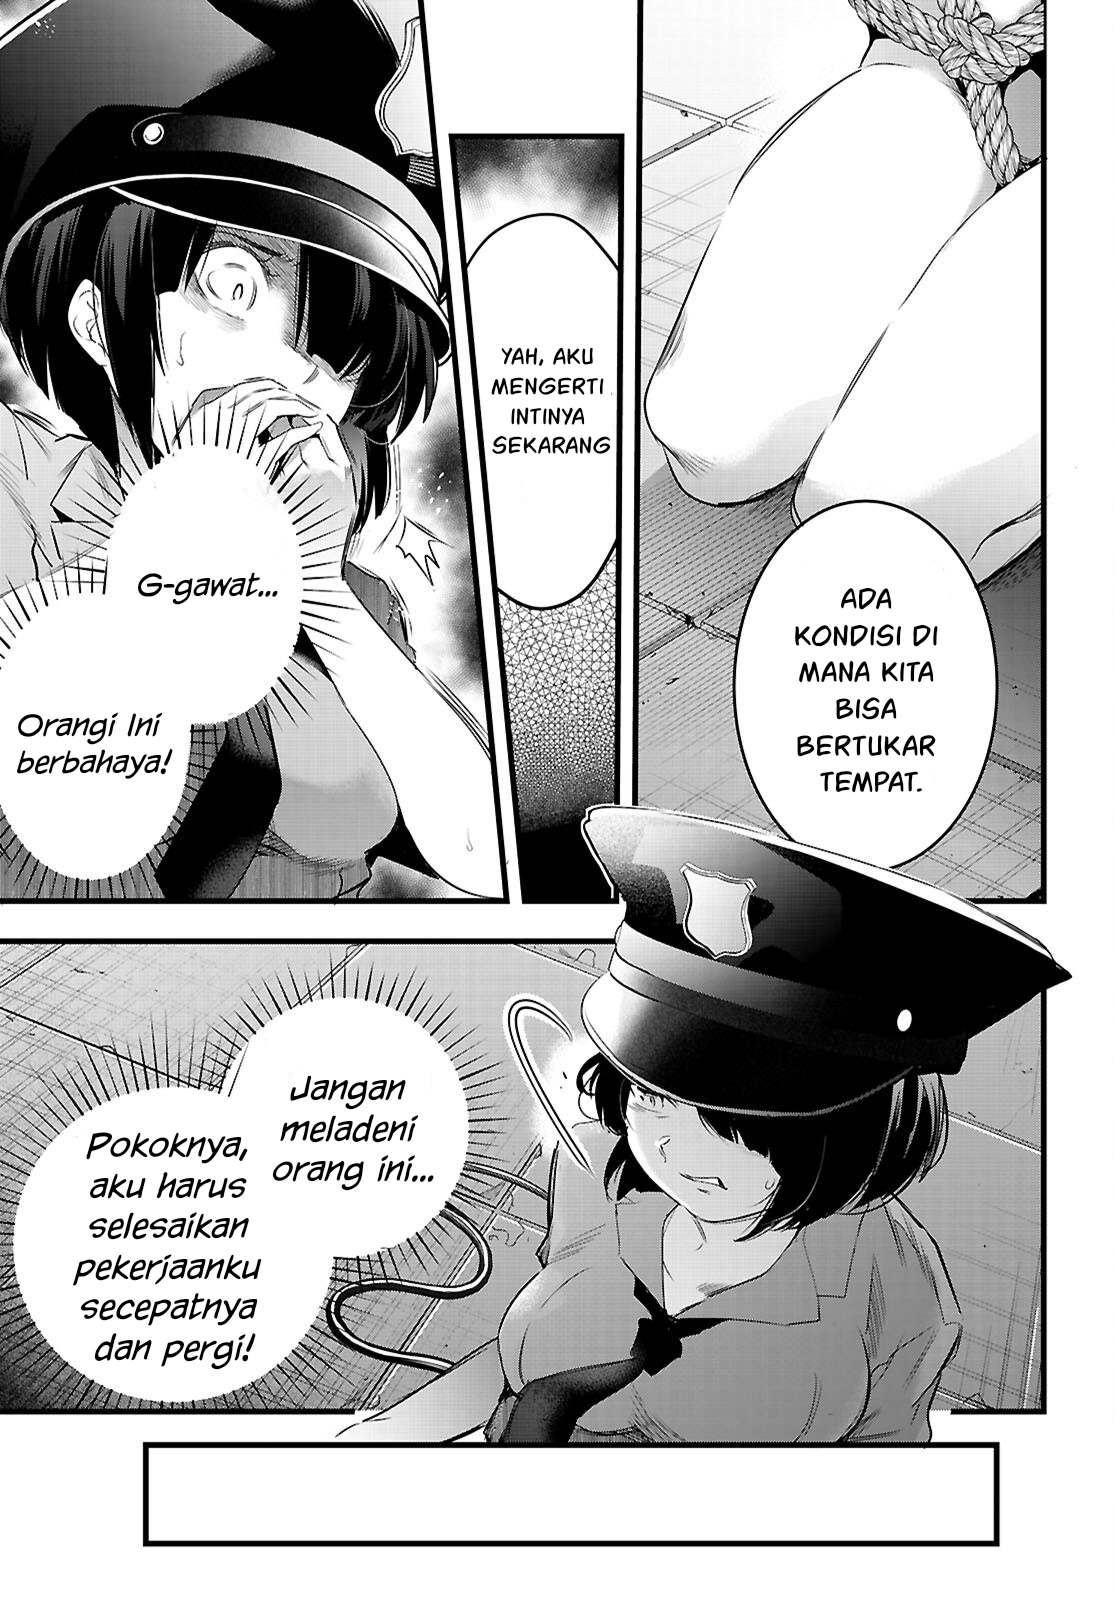 ADA
KONDISI DI
MANA KITA
BISA
BERTUKAR
TEMPAT.
YAH, AKU
MENGERTI
INTINYA
SEKARANG
G-gawat...
Orangi Ini
berbahaya!
Jangan
meladeni
orang ini...
Pokoknya,
aku harus
selesaikan
pekerjaanku
secepatnya
dan pergi!